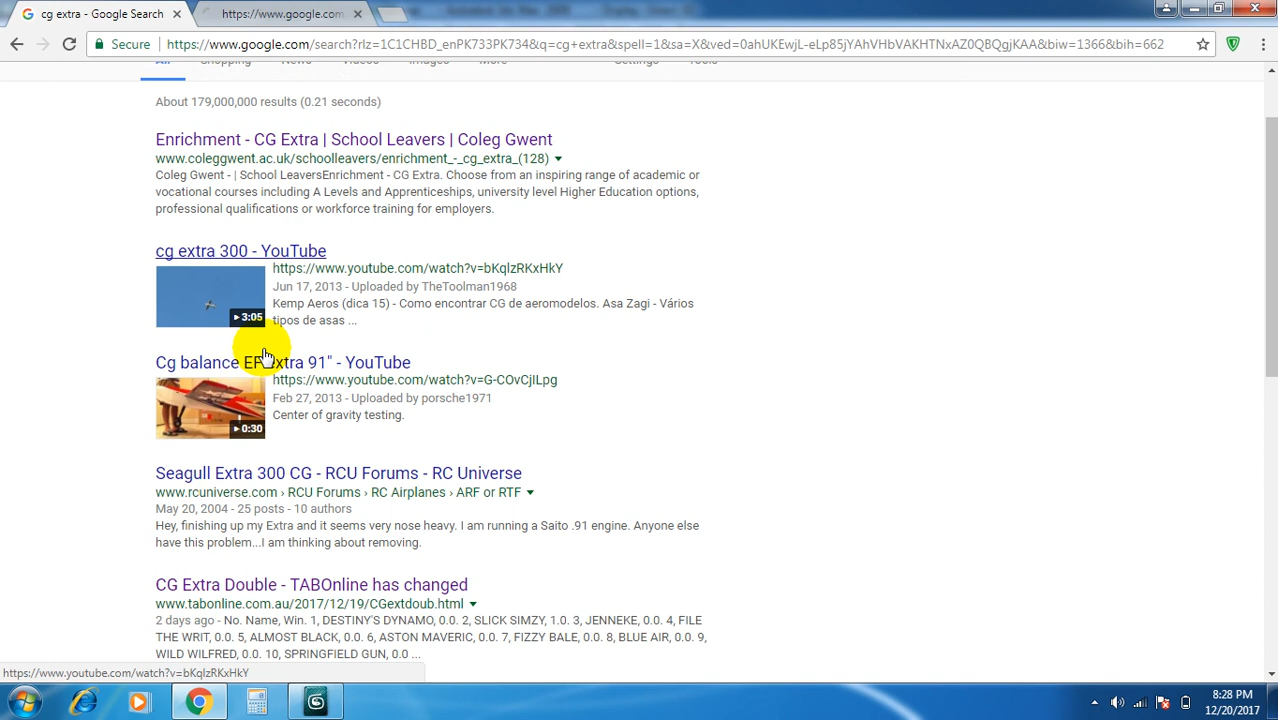 cg extra - Google Search
https://www.google.com
Secure
https://www.google.com/search?rlz=1C1CHBD_enPK733PK734&q=cg+extra&spell=1&sa=X&ved=0ahUKEwjL-eLp85jYAhVHbVAKHTNxAZ0QBQgjKAA&biw=1366&bih=662
All Shopping News Videos Images More Settings Tools
About 179,000,000 results (0.21 seconds)
Enrichment - CG Extra | School Leavers | Coleg Gwent
www.coleggwent.ac.uk/schoolleavers/enrichment_-_cg_extra_(128)
Coleg Gwent - | School LeaversEnrichment - CG Extra. Choose from an inspiring range of academic or
vocational courses including A Levels and Apprenticeships, university level Higher Education options,
professional qualifications or workforce training for employers.
cg extra 300 - YouTube
https://www.youtube.com/watch?v=bKqlzRKxHkY
Jun 17, 2013 - Uploaded by TheToolman1968
Kemp Aeros (dica 15) - Como encontrar CG de aeromodelos. Asa Zagi - Vários
tipos de asas ...
3:05
Cg balance EF extra 91" - YouTube
https://www.youtube.com/watch?v=G-COvCjILpg
Feb 27, 2013 - Uploaded by porsche1971
Center of gravity testing.
0:30
Seagull Extra 300 CG - RCU Forums - RC Universe
www.rcuniverse.com › RCU Forums › RC Airplanes › ARF or RTF
May 20, 2004 - 25 posts - 10 authors
Hey, finishing up my Extra and it seems very nose heavy. I am running a Saito .91 engine. Anyone else
have this problem...I am thinking about removing.
CG Extra Double - TABOnline has changed
www.tabonline.com.au/2017/12/19/CGextdoub.html
2 days ago - No. Name, Win. 1, DESTINY'S DYNAMO, 0.0. 2, SLICK SIMZY, 1.0. 3, JENNEKE, 0.0. 4, FILE
THE WRIT, 0.0. 5, ALMOST BLACK, 0.0. 6, ASTON MAVERIC, 0.0. 7, FIZZY BALE, 0.0. 8, BLUE AIR, 0.0. 9,
WILD WILFRED, 0.0. 10, SPRINGFIELD GUN, 0.0 ...
https://www.youtube.com/watch?v=bKqlzRKxHkY
8:28 PM
12/20/2017